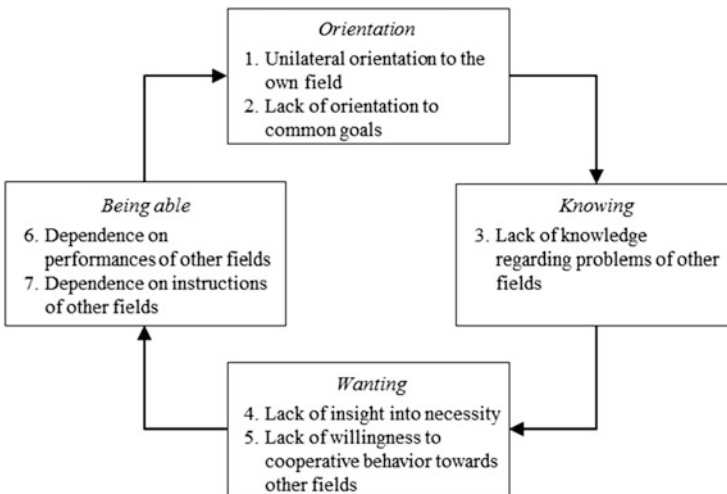 Orientation
1. Unilateral orientation to the
own field
2. Lack of orientation to
common goals
Knowing
3. Lack of knowledge
regarding problems of other
fields
Wanting
4. Lack of insight into necessity
5. Lack of willingness to
cooperative behavior towards
other fields
Being able
6. Dependence on
performances of other fields
7. Dependence on instructions
of other fields